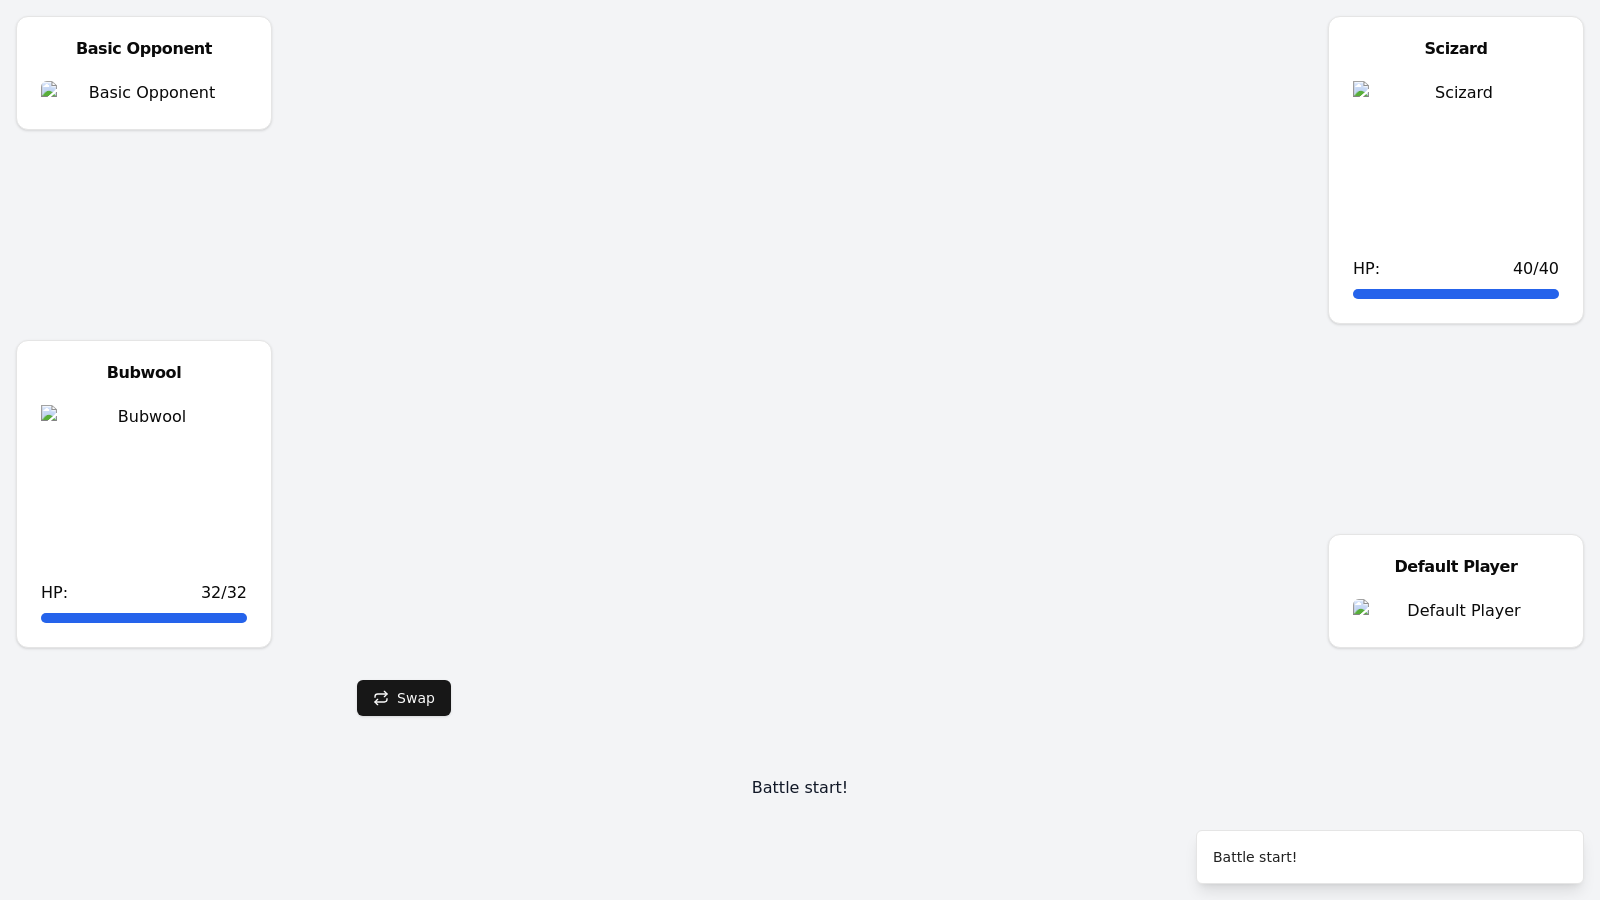 Basic Opponent
Basic Opponent
Scizard
Scizard
HP: 40/40
Bubwool
Bubwool
HP: 32/32
Default Player
Default Player
Swap
Battle start!
Battle start!